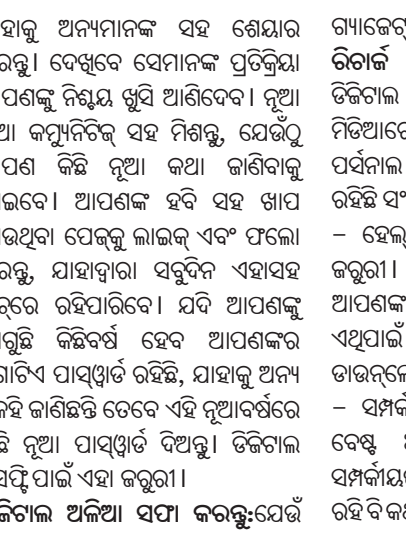 ହାକୁ ଅନ୍ୟମାନଙ୍କ ସହ ଶେୟାର
ରନ୍ତୁ। ଦେଖିବେ ସେମାନଙ୍କ ପ୍ରତିକ୍ରିୟା
ପଣଙ୍କୁ ନିଶ୍ଚୟ ଖୁସି ଆଣିଦେବ। ନୂଆ
ଆ କମ୍ୟୁନିଟିଜ୍ ସହ ମିଶନ୍ତୁ, ଯେଉଁଠୁ
ପଣ କିଛି ନୂଆ କଥା ଜାଣିବାକୁ
ଇବେ। ଆପଣଙ୍କ ହବି ସହ ଖାପ
ଉଥିବା ପେଜ୍‌କୁ ଲାଇକ୍ ଏବଂ ଫଲୋ
ରନ୍ତୁ, ଯାହାଦ୍ୱାରା ସବୁଦିନ ଏହାସହ
ଚ୍‌ରେ ରହିପାରିବେ। ଯଦି ଆପଣଙ୍କୁ
ଗୁଛି କିଛିବର୍ଷ ହେବ ଆପଣଙ୍କର
ଗୋଟିଏ ପାସ୍‌ୱାର୍ଡ ରହିଛି, ଯାହାକୁ ଅନ୍ୟ
କେହି ଜାଣିଛନ୍ତି ତେବେ ଏହି ନୂଆବର୍ଷରେ
ଛି ନୂଆ ପାସ୍‌ୱାର୍ଡ ଦିଅନ୍ତୁ। ଡିଜିଟାଲ
ସେଫ୍ଟି ପାଇଁ ଏହା ଜରୁରୀ।
ଜିଟାଲ ଅଳିଆ ସଫା କରନ୍ତୁ:ଯେଉଁ
ଗ୍ୟାଜେଟ୍
ରିଚାର୍ଜ
ଡିଜିଟାଲ
ମିଡିଆରେ
ପର୍ସନାଲ
ରହିଛି ସଂ
– ହେଲ୍
ଜରୁରୀ।
ଆପଣଙ୍କ
ଏଥିପାଇଁ
ଡାଉନ୍‌ଲୋ
– ସମ୍ପର୍କ
ବେଷ୍ଟ
ସମ୍ପର୍କୀୟ
ରହି ବି କଥ